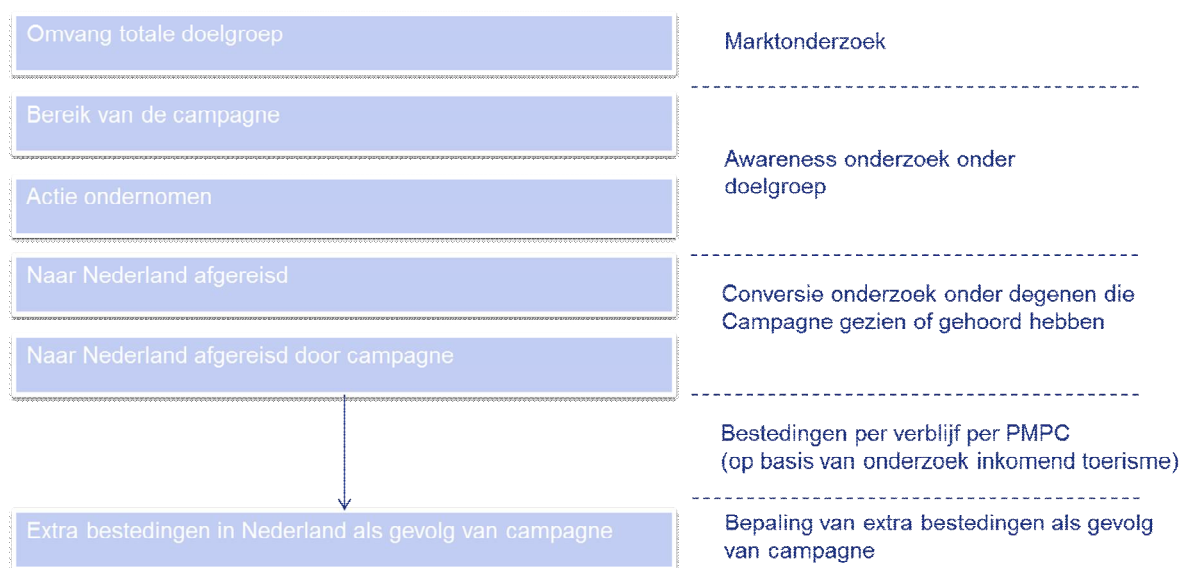 Omvang totale doelgroep
Marktonderzoek
Bereik van de campagne
Awareness onderzoek onder
doelgroep
Actie ondernomen
Naar Nederland afgereisd
Conversie onderzoek onder degenen die
Campagne gezien of gehoord hebben
Naar Nederland afgereisd door campagne
Bestedingen per verblijf per PMPC
(op basis van onderzoek inkomend toerisme)
Extra bestedingen in Nederland als gevolg van campagne
Bepaling van extra bestedingen als gevolg
van campagne